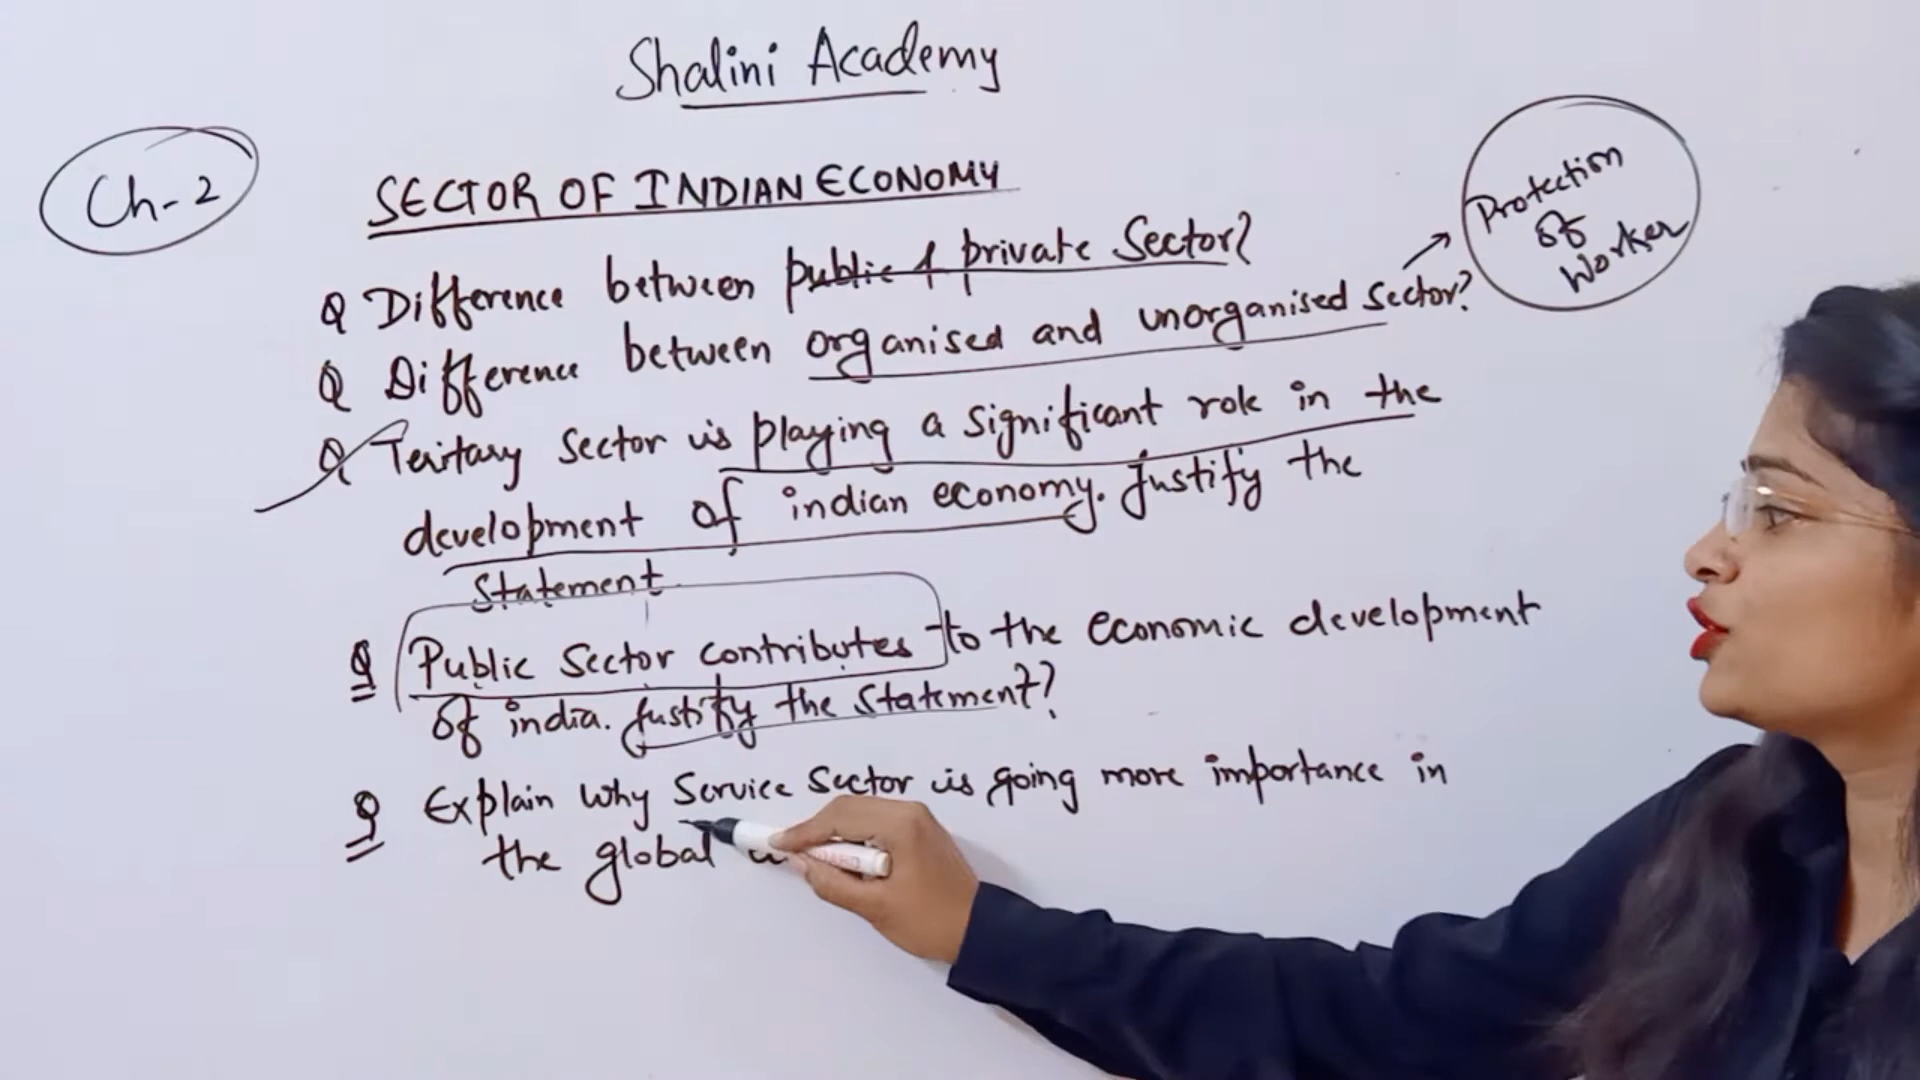 Shalini Academy
Ch-2
SECTOR OF INDIAN ECONOMY
Q Difference between public & private Sector?
Q Difference between organised and unorganised Sector?
Protection
of
Worker
Q Teritary Sector is playing a significant role in the
development of indian economy. Justify the
Statement
Q Public Sector contributes to the economic development
of india. Justify the Statement?
Q Explain why Service Sector is going more importance in
the global